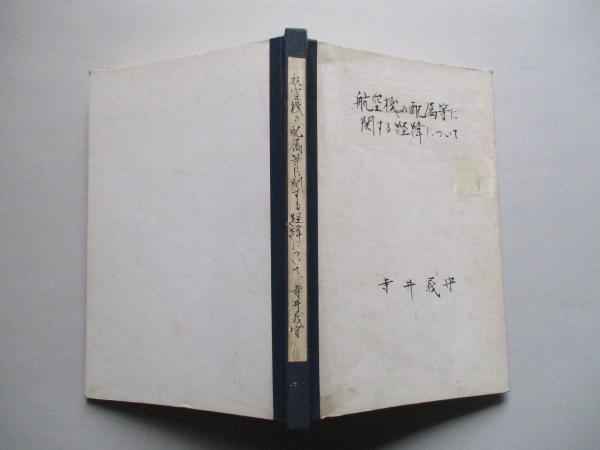 航空機の配属等に
関する経緯について
寺井義守
航空機の配属等に関する経緯について、寺井義守